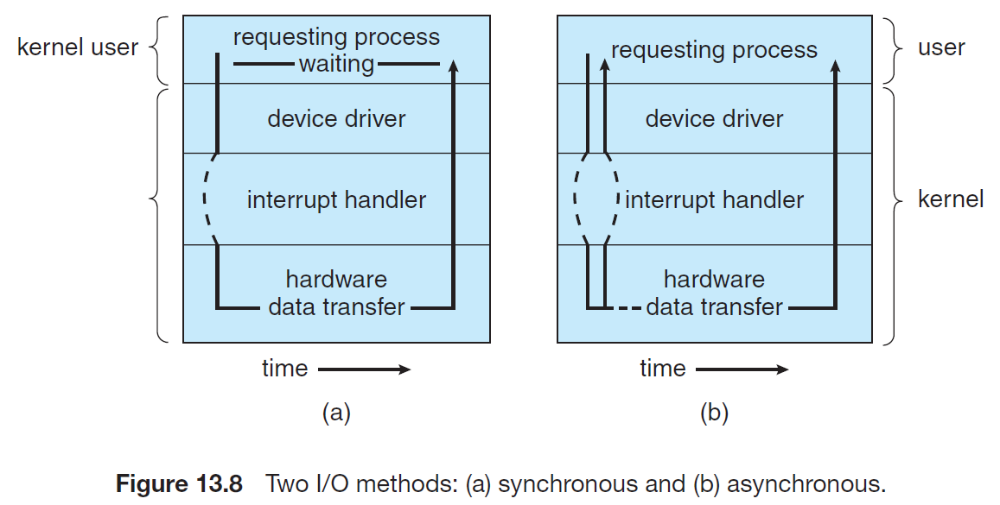 kernel user
requesting process
waiting
device driver
interrupt handler
hardware
data transfer
time
(a)
requesting process
user
device driver
interrupt handler
kernel
hardware
data transfer
time
(b)
Figure 13.8 Two I/O methods: (a) synchronous and (b) asynchronous.